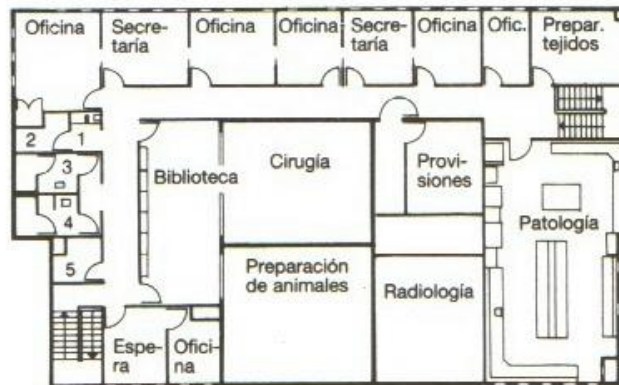 Oficina
Secre-
taría
Oficina
Oficina
Secre-
taría
Oficina
Ofic.
Prepar.
tejidos
2
1
3
4
5
Biblioteca
Cirugía
Provi-
siones
Patología
Preparación
de animales
Radiología
Espe-
ra
Ofici-
na